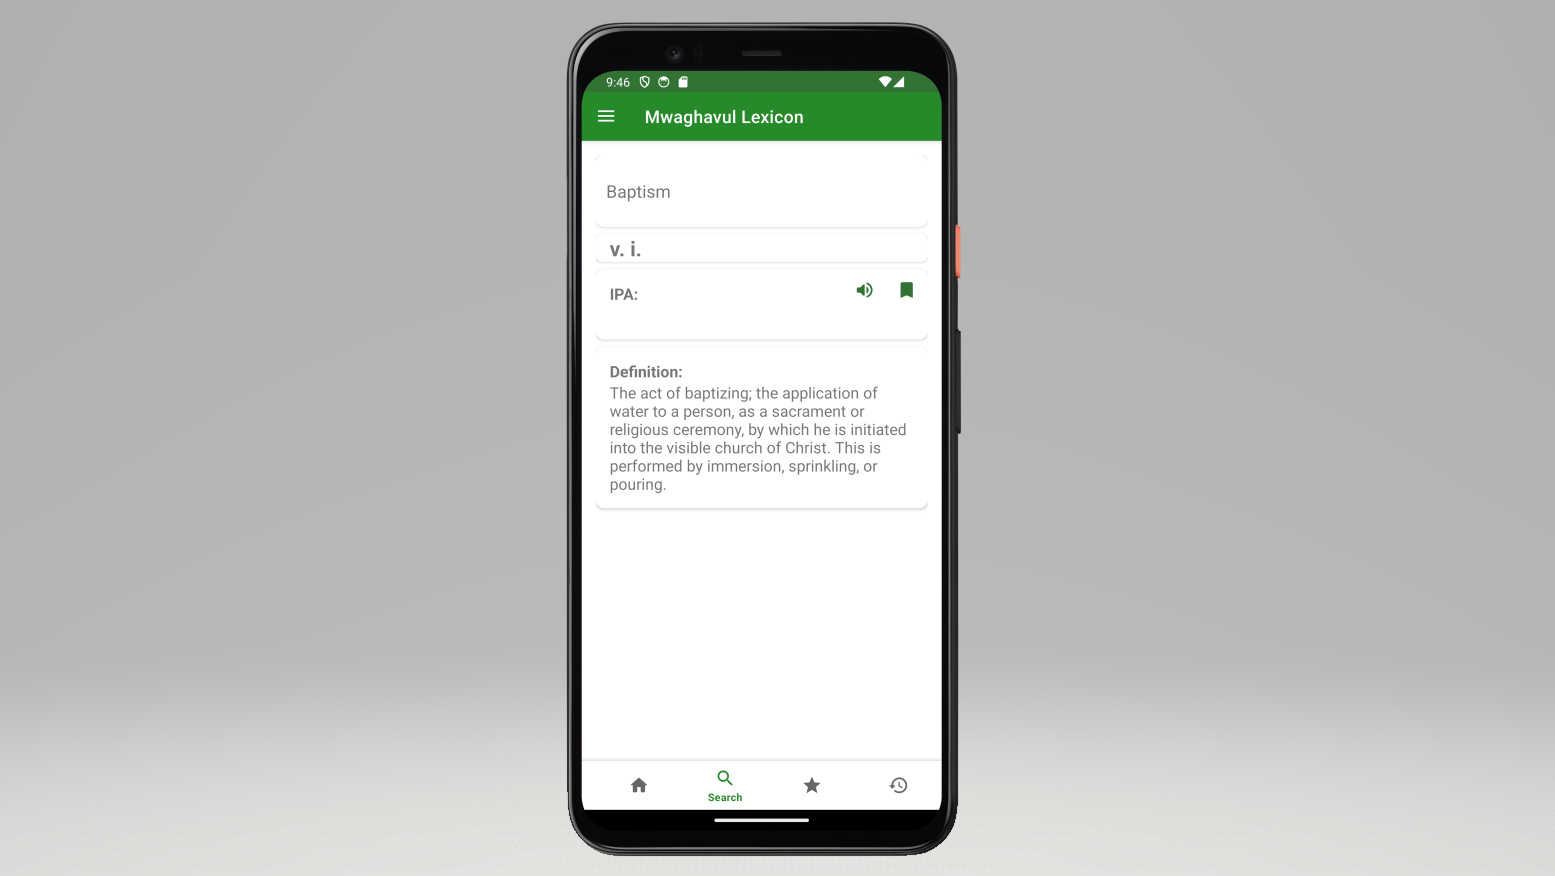 9:46
Mwaghavul Lexicon
Baptism
v. i.
IPA:
Definition:
The act of baptizing; the application of
water to a person, as a sacrament or
religious ceremony, by which he is initiated
into the visible church of Christ. This is
performed by immersion, sprinkling, or
pouring.
Search